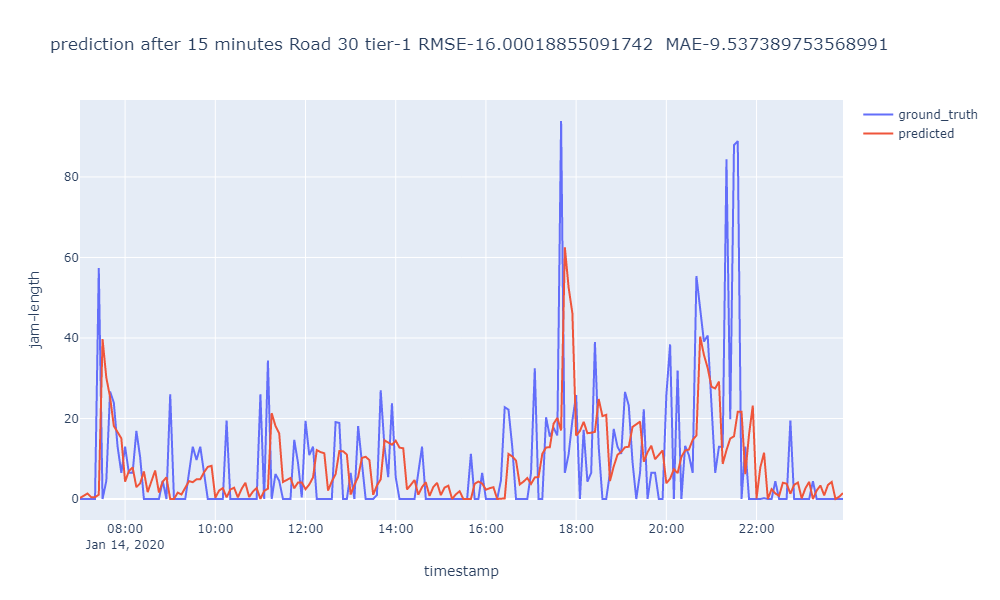 prediction after 15 minutes Road 30 tier-1 RMSE-16.00018855091742  MAE-9.537389753568991
ground_truth
predicted
80
60
40
20
0
jam-length
08:00 10:00 12:00 14:00 16:00 18:00 20:00 22:00
Jan 14, 2020
timestamp